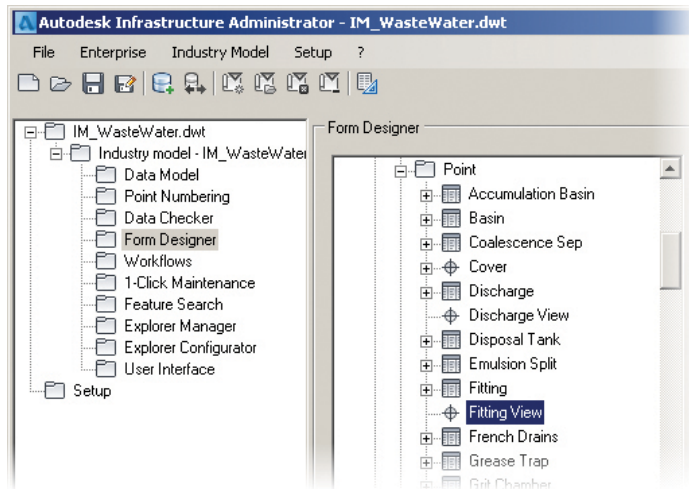 Autodesk Infrastructure Administrator - IM_WasteWater.dwt
File Enterprise Industry Model Setup ?
IM_WasteWater.dwt
Industry model - IM_WasteWater
Data Model
Point Numbering
Data Checker
Form Designer
Workflows
1-Click Maintenance
Feature Search
Explorer Manager
Explorer Configurator
User Interface
Setup
Form Designer
Point
Accumulation Basin
Basin
Coalescence Sep
Cover
Discharge
Discharge View
Disposal Tank
Emulsion Split
Fitting
Fitting View
French Drains
Grease Trap
Grit Chamber